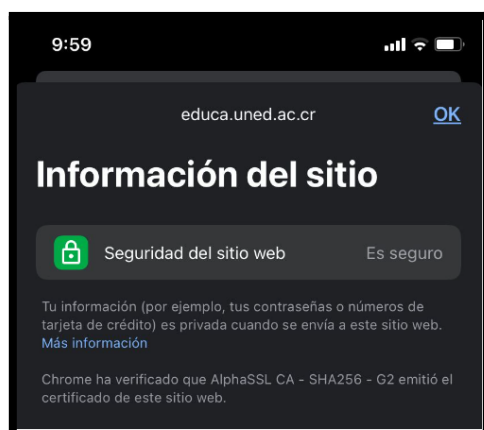 9:59
educa.uned.ac.cr
OK
Información del sitio
Seguridad del sitio web
Es seguro
Tu información (por ejemplo, tus contraseñas o números de
tarjeta de crédito) es privada cuando se envía a este sitio web.
Más información
Chrome ha verificado que AlphaSSL CA - SHA256 - G2 emitió el
certificado de este sitio web.